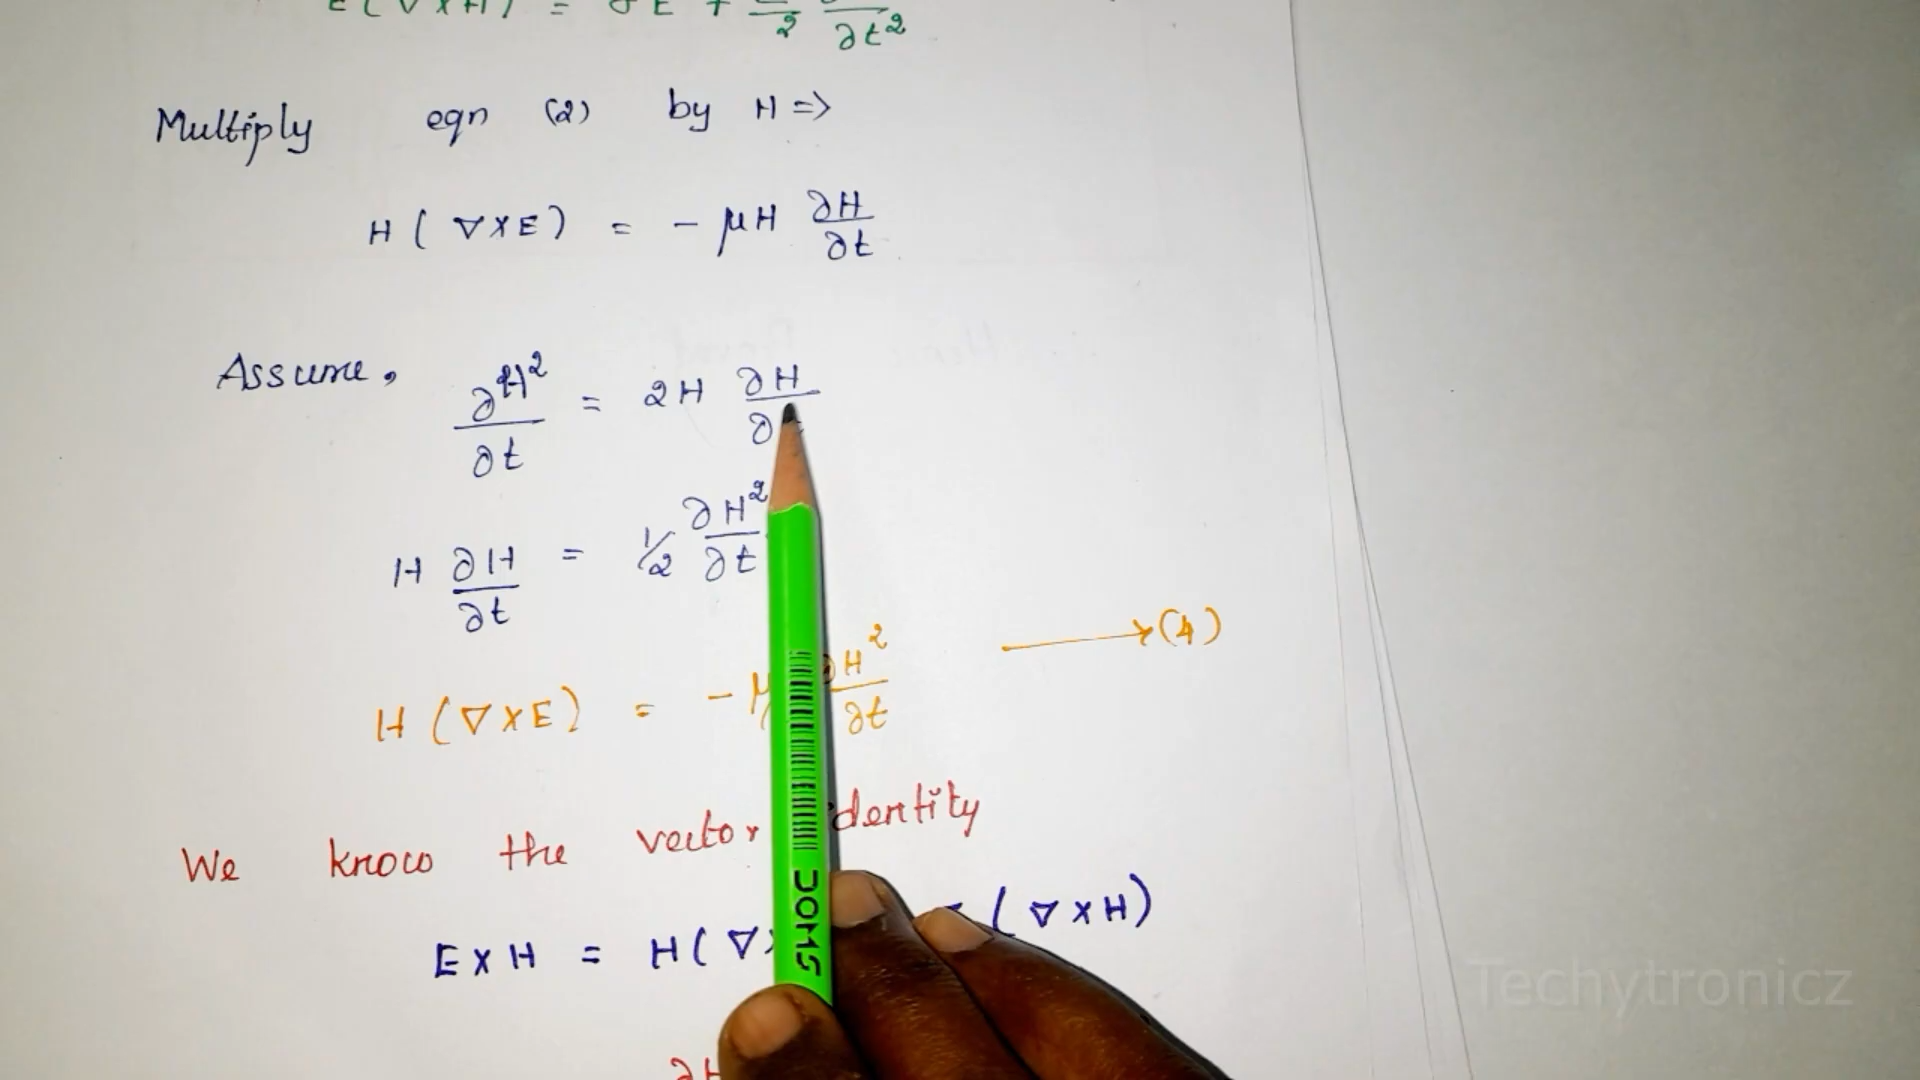 Multiply eqn (2) by H =>
H ( ∇ X E ) = - μH ∂H/∂t
Assume, ∂H²/∂t = 2H ∂H/∂
H ∂H/∂t = 1/2 ∂H²/∂t
H (∇ X E) = - μ ∂H²/∂t → (4)
We know the vector identity
E X H = H ( ∇ ( ∇ X H )
DOMS
Techytronicz